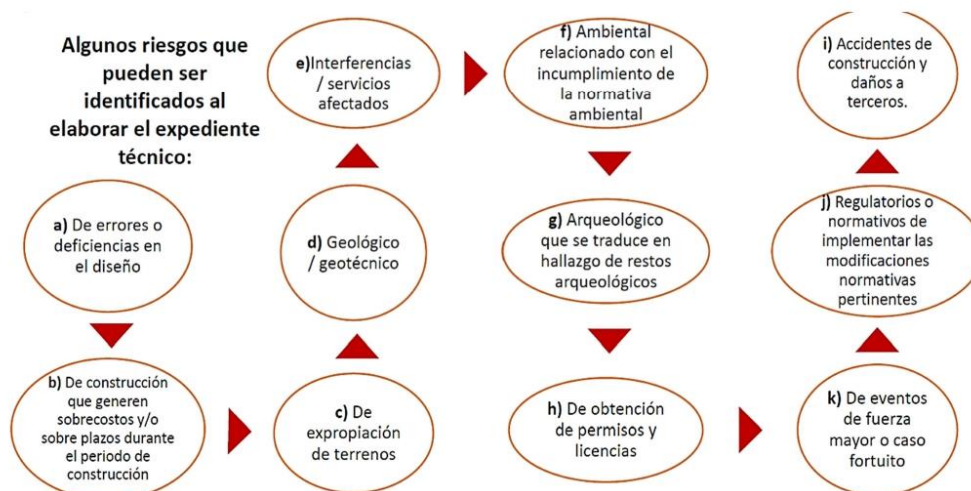 Algunos riesgos que
pueden ser
identificados al
elaborar el expediente
técnico:
a) De errores o
deficiencias en
el diseño
b) De construcción
que generen
sobrecostos y/o
sobre plazos durante
el periodo de
construcción
c) De
expropiación
de terrenos
d) Geológico
/ geotécnico
e)Interferencias
/ servicios
afectados
f) Ambiental
relacionado con el
incumplimiento de
la normativa
ambiental
g) Arqueológico
que se traduce en
hallazgo de restos
arqueológicos
h) De obtención
de permisos y
licencias
k) De eventos
de fuerza
mayor o caso
fortuito
j) Regulatorios o
normativos de
implementar las
modificaciones
normativas
pertinentes
i) Accidentes de
construcción y
daños a
terceros.